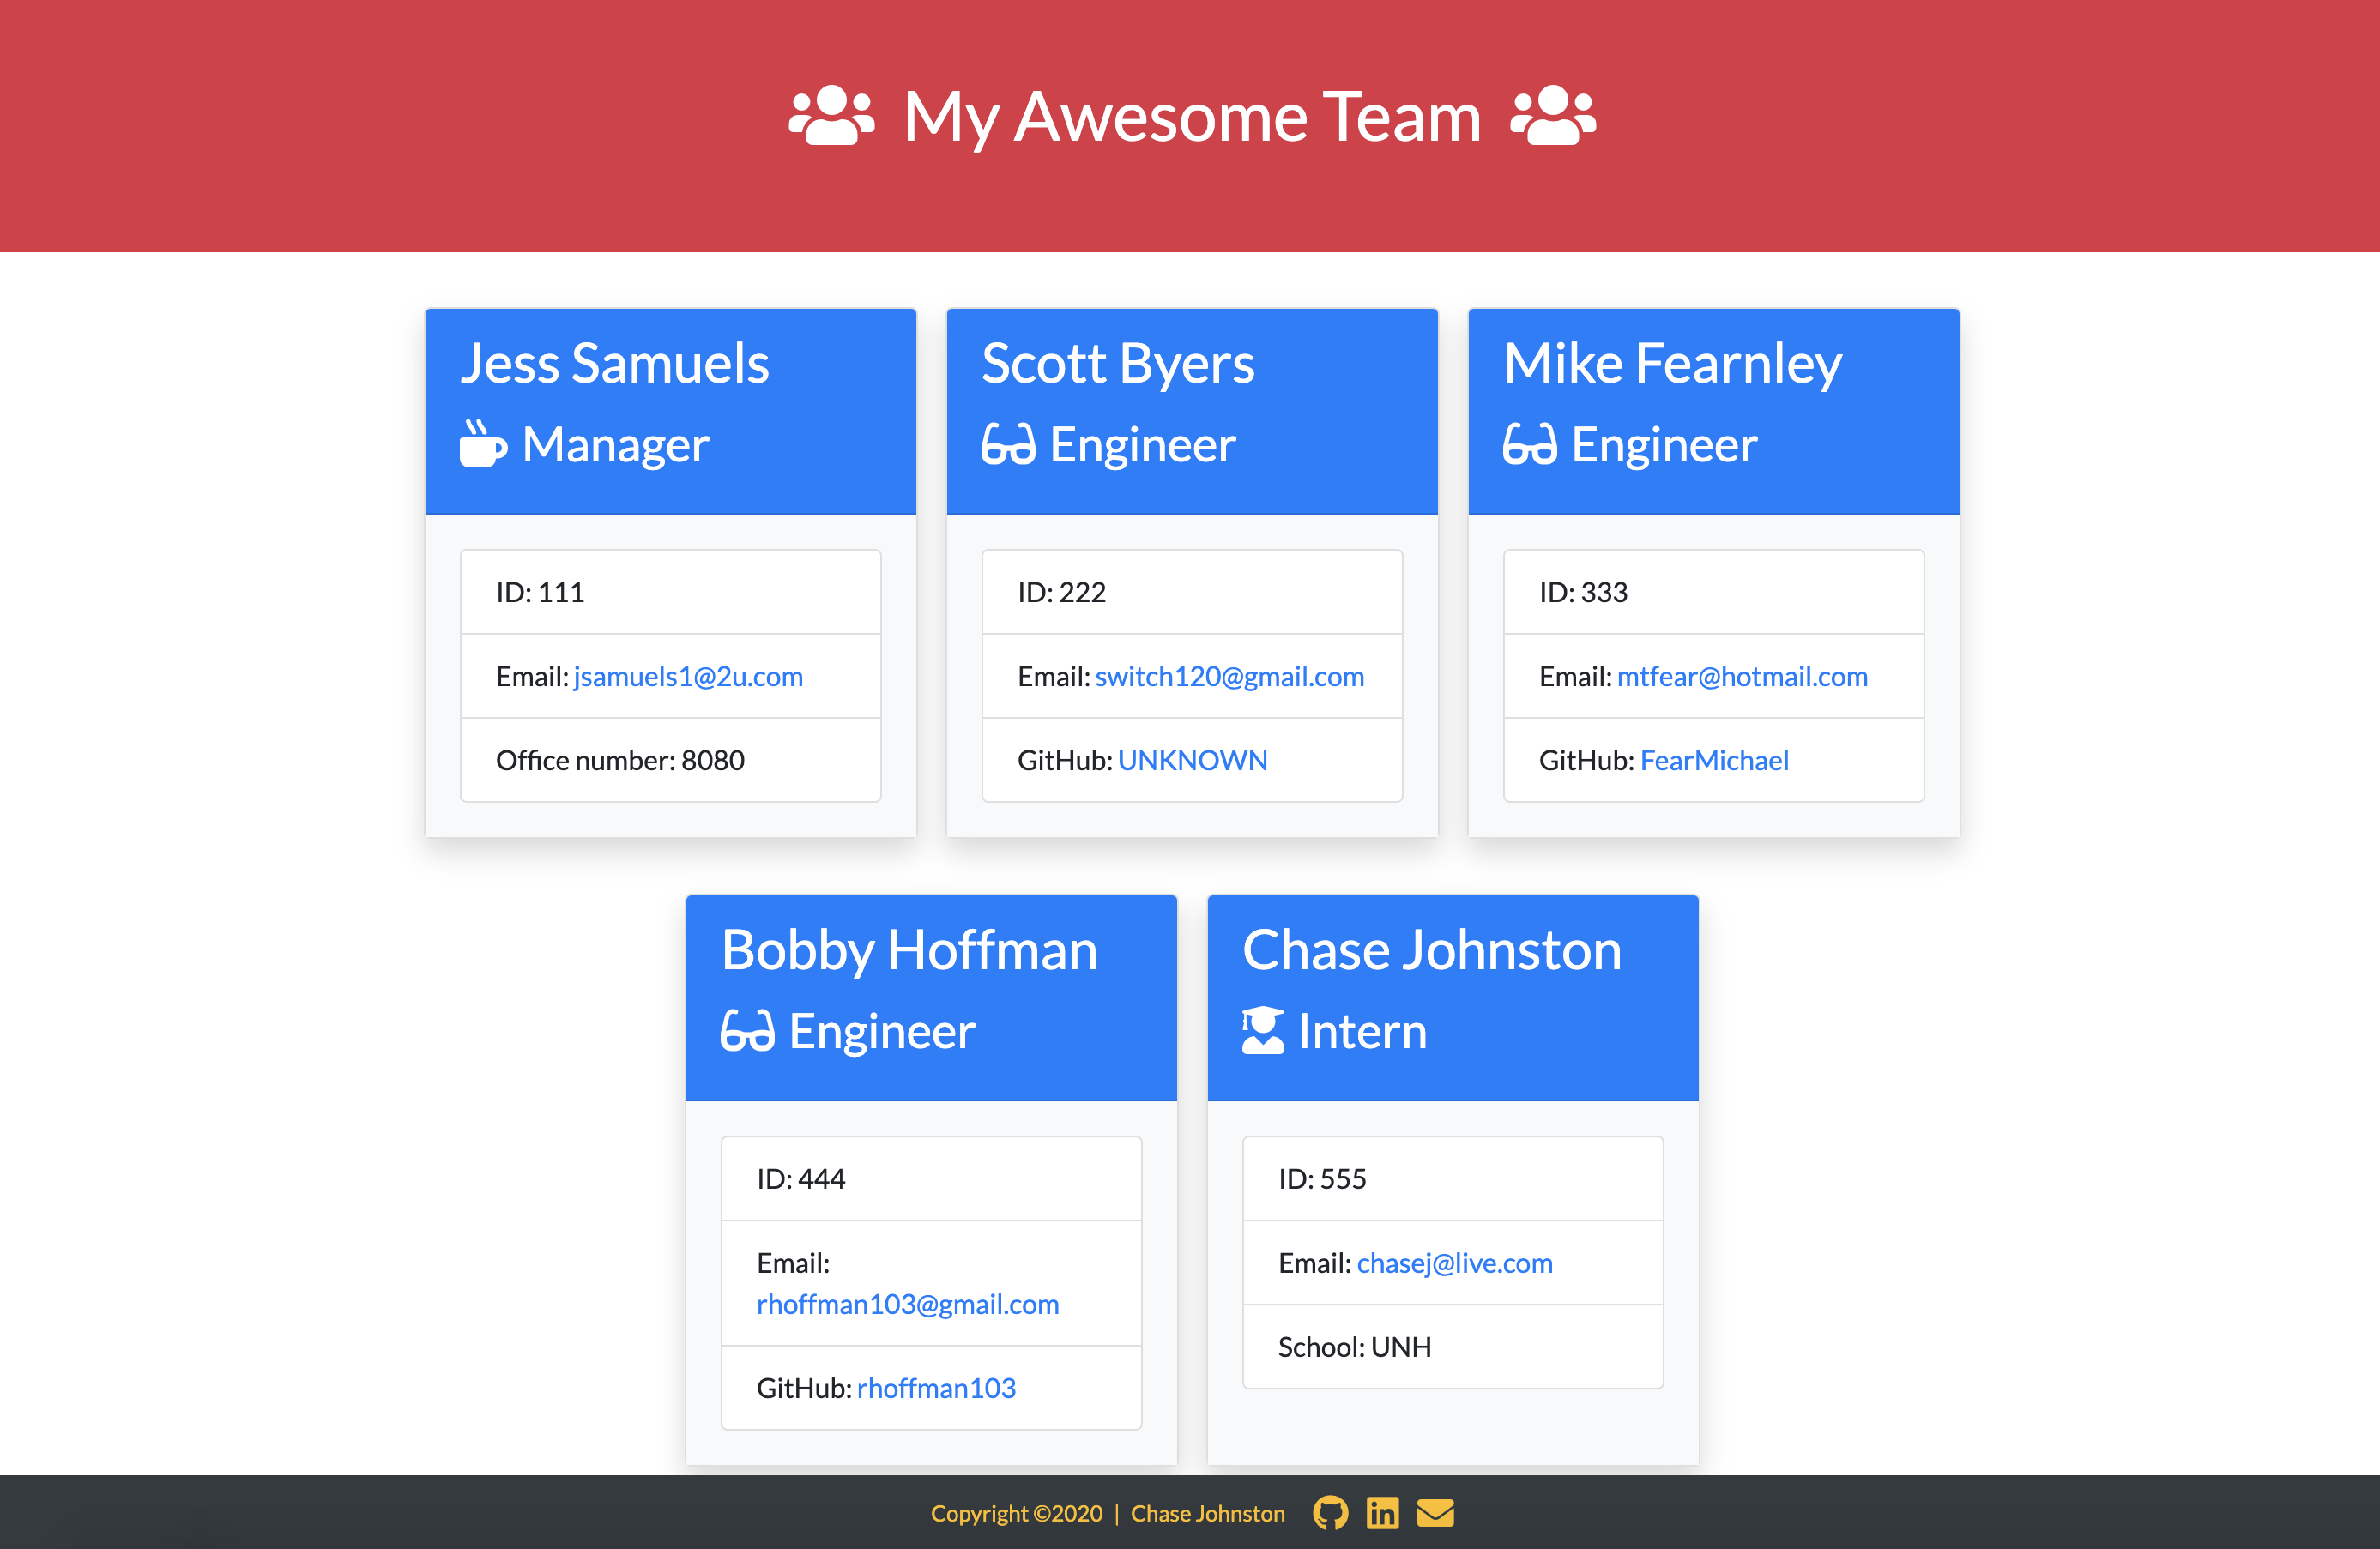 My Awesome Team
Jess Samuels
Manager
ID: 111
Email: jsamuels1@2u.com
Office number: 8080
Scott Byers
Engineer
ID: 222
Email: switch120@gmail.com
GitHub: UNKNOWN
Mike Fearnley
Engineer
ID: 333
Email: mtfear@hotmail.com
GitHub: FearMichael
Bobby Hoffman
Engineer
ID: 444
Email:
rhoffman103@gmail.com
GitHub: rhoffman103
Chase Johnston
Intern
ID: 555
Email: chasej@live.com
School: UNH
Copyright ©2020 | Chase Johnston